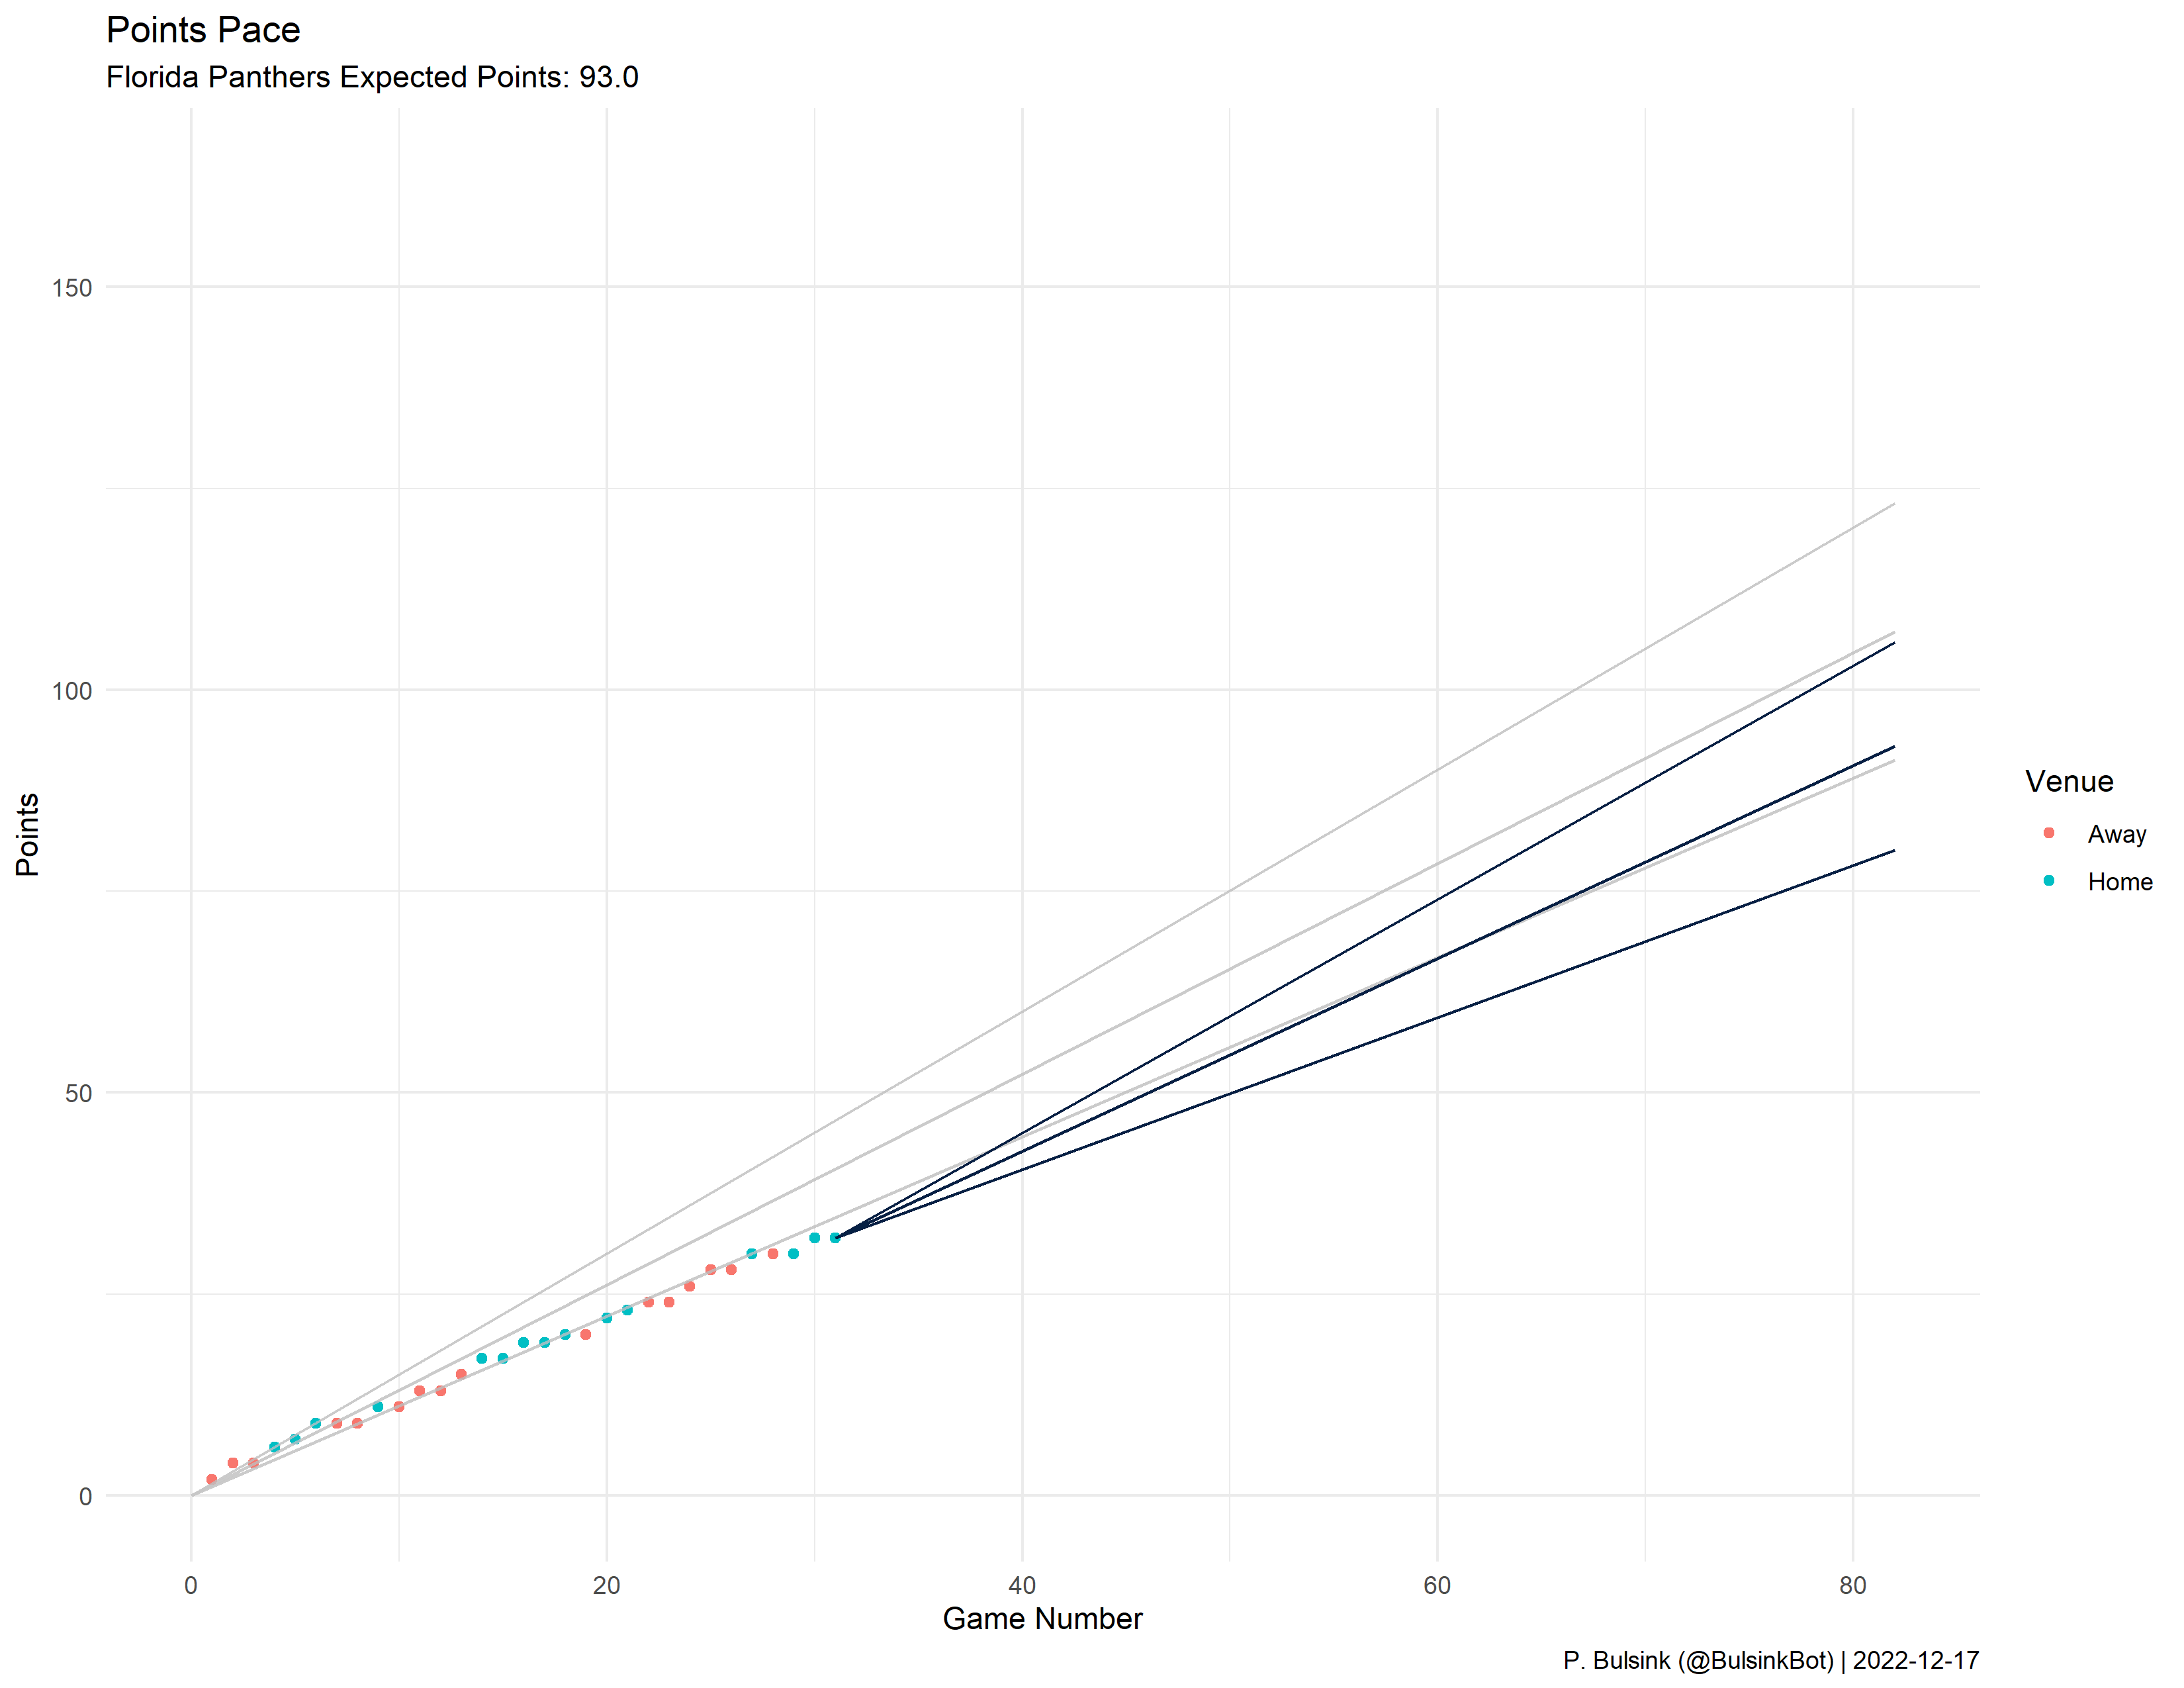 Points Pace
Florida Panthers Expected Points: 93.0
150
100
50
0
Points
0 20 40 60 80
Game Number
Venue
Away
Home
P. Bulsink (@BulsinkBot) | 2022-12-17